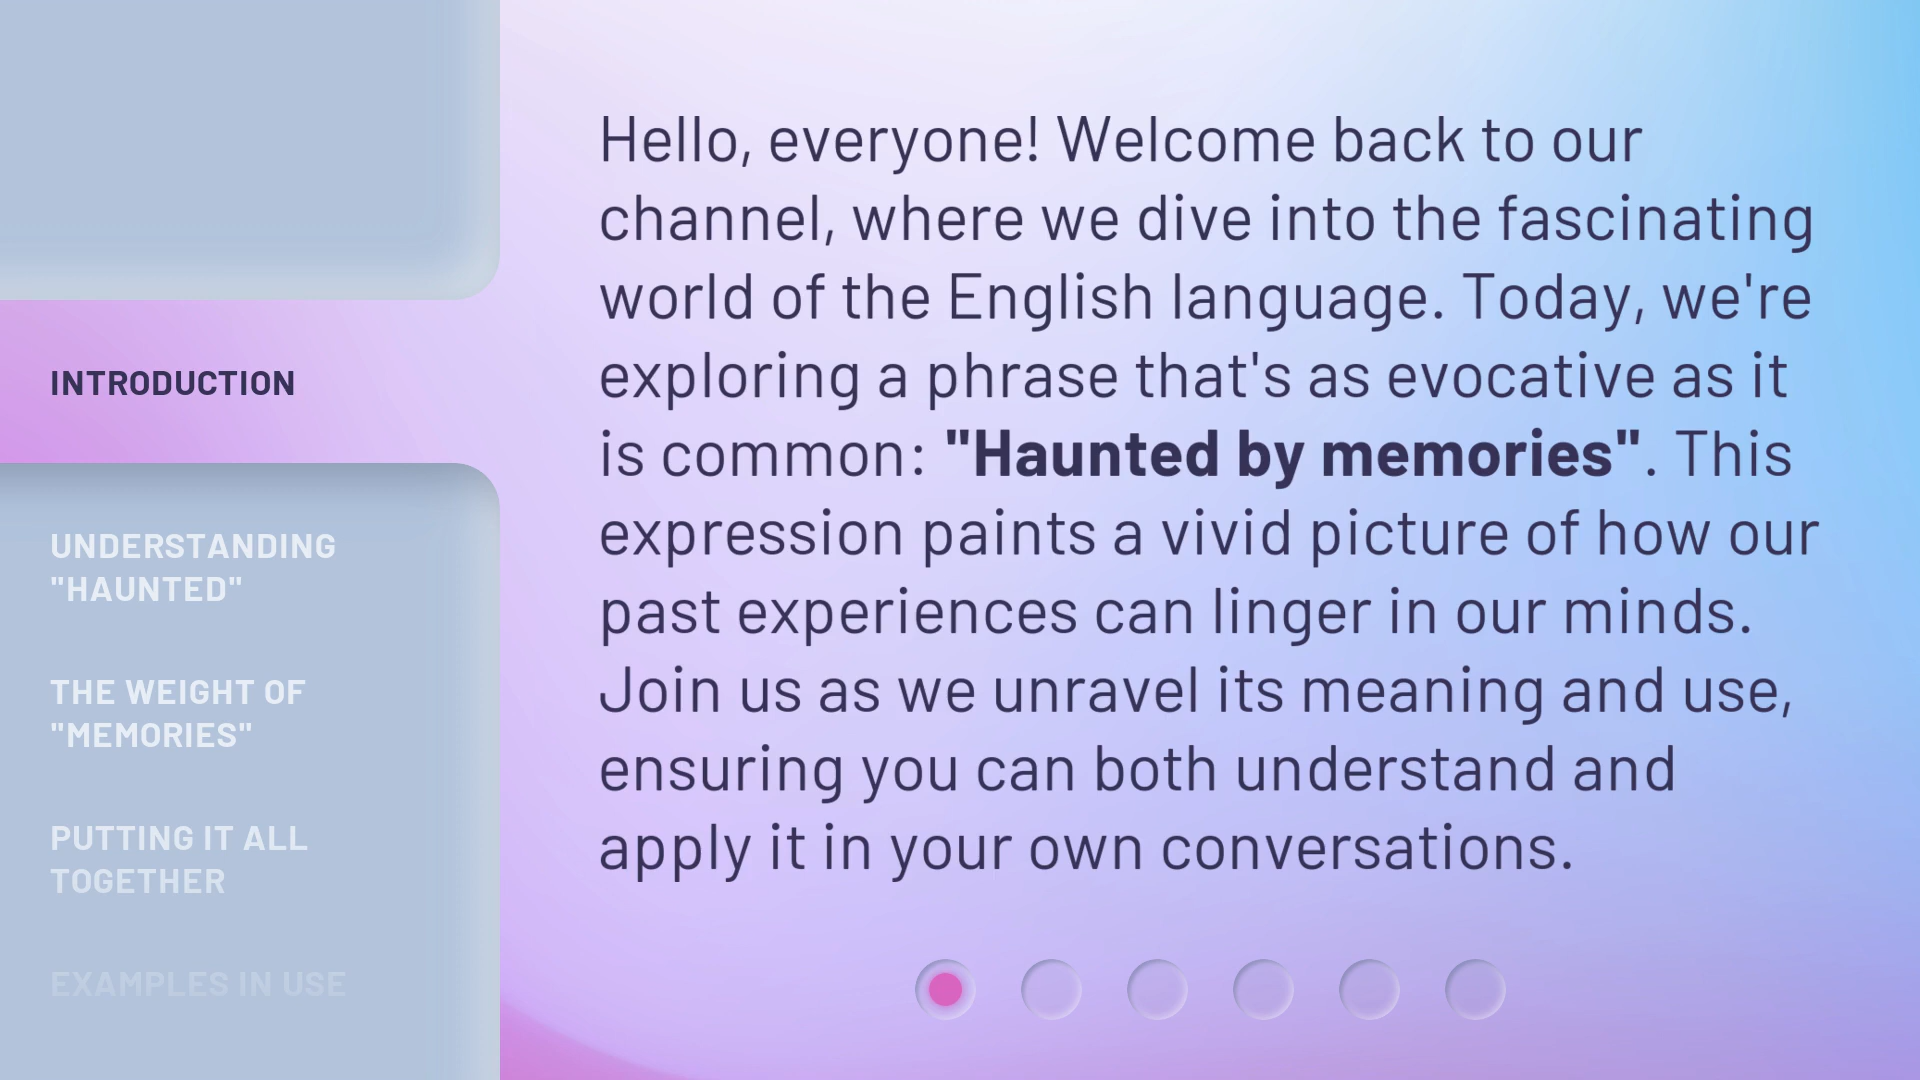 INTRODUCTION
UNDERSTANDING
"HAUNTED"
THE WEIGHT OF
"MEMORIES"
PUTTING IT ALL
TOGETHER
EXAMPLES IN USE
Hello, everyone! Welcome back to our
channel, where we dive into the fascinating
world of the English language. Today, we're
exploring a phrase that's as evocative as it
is common: "Haunted by memories". This
expression paints a vivid picture of how our
past experiences can linger in our minds.
Join us as we unravel its meaning and use,
ensuring you can both understand and
apply it in your own conversations.